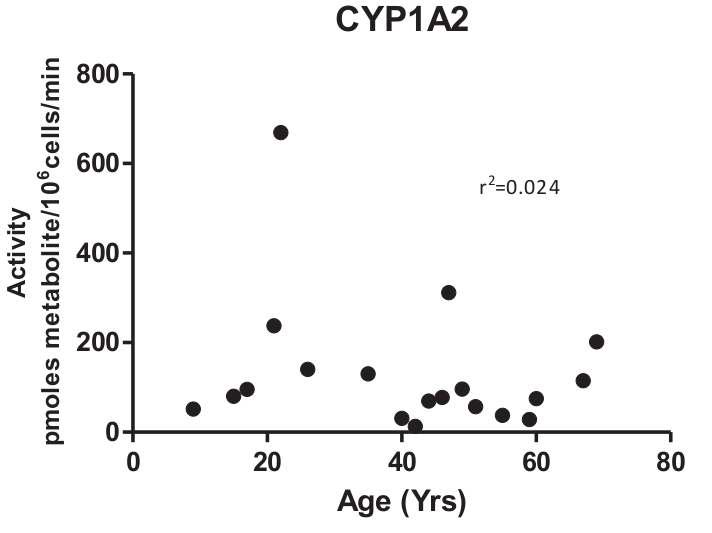 CYP1A2
800
600
400
200
0
Activity
pmoles metabolite/10⁶cells/min
r²=0.024
0 20 40 60 80
Age (Yrs)